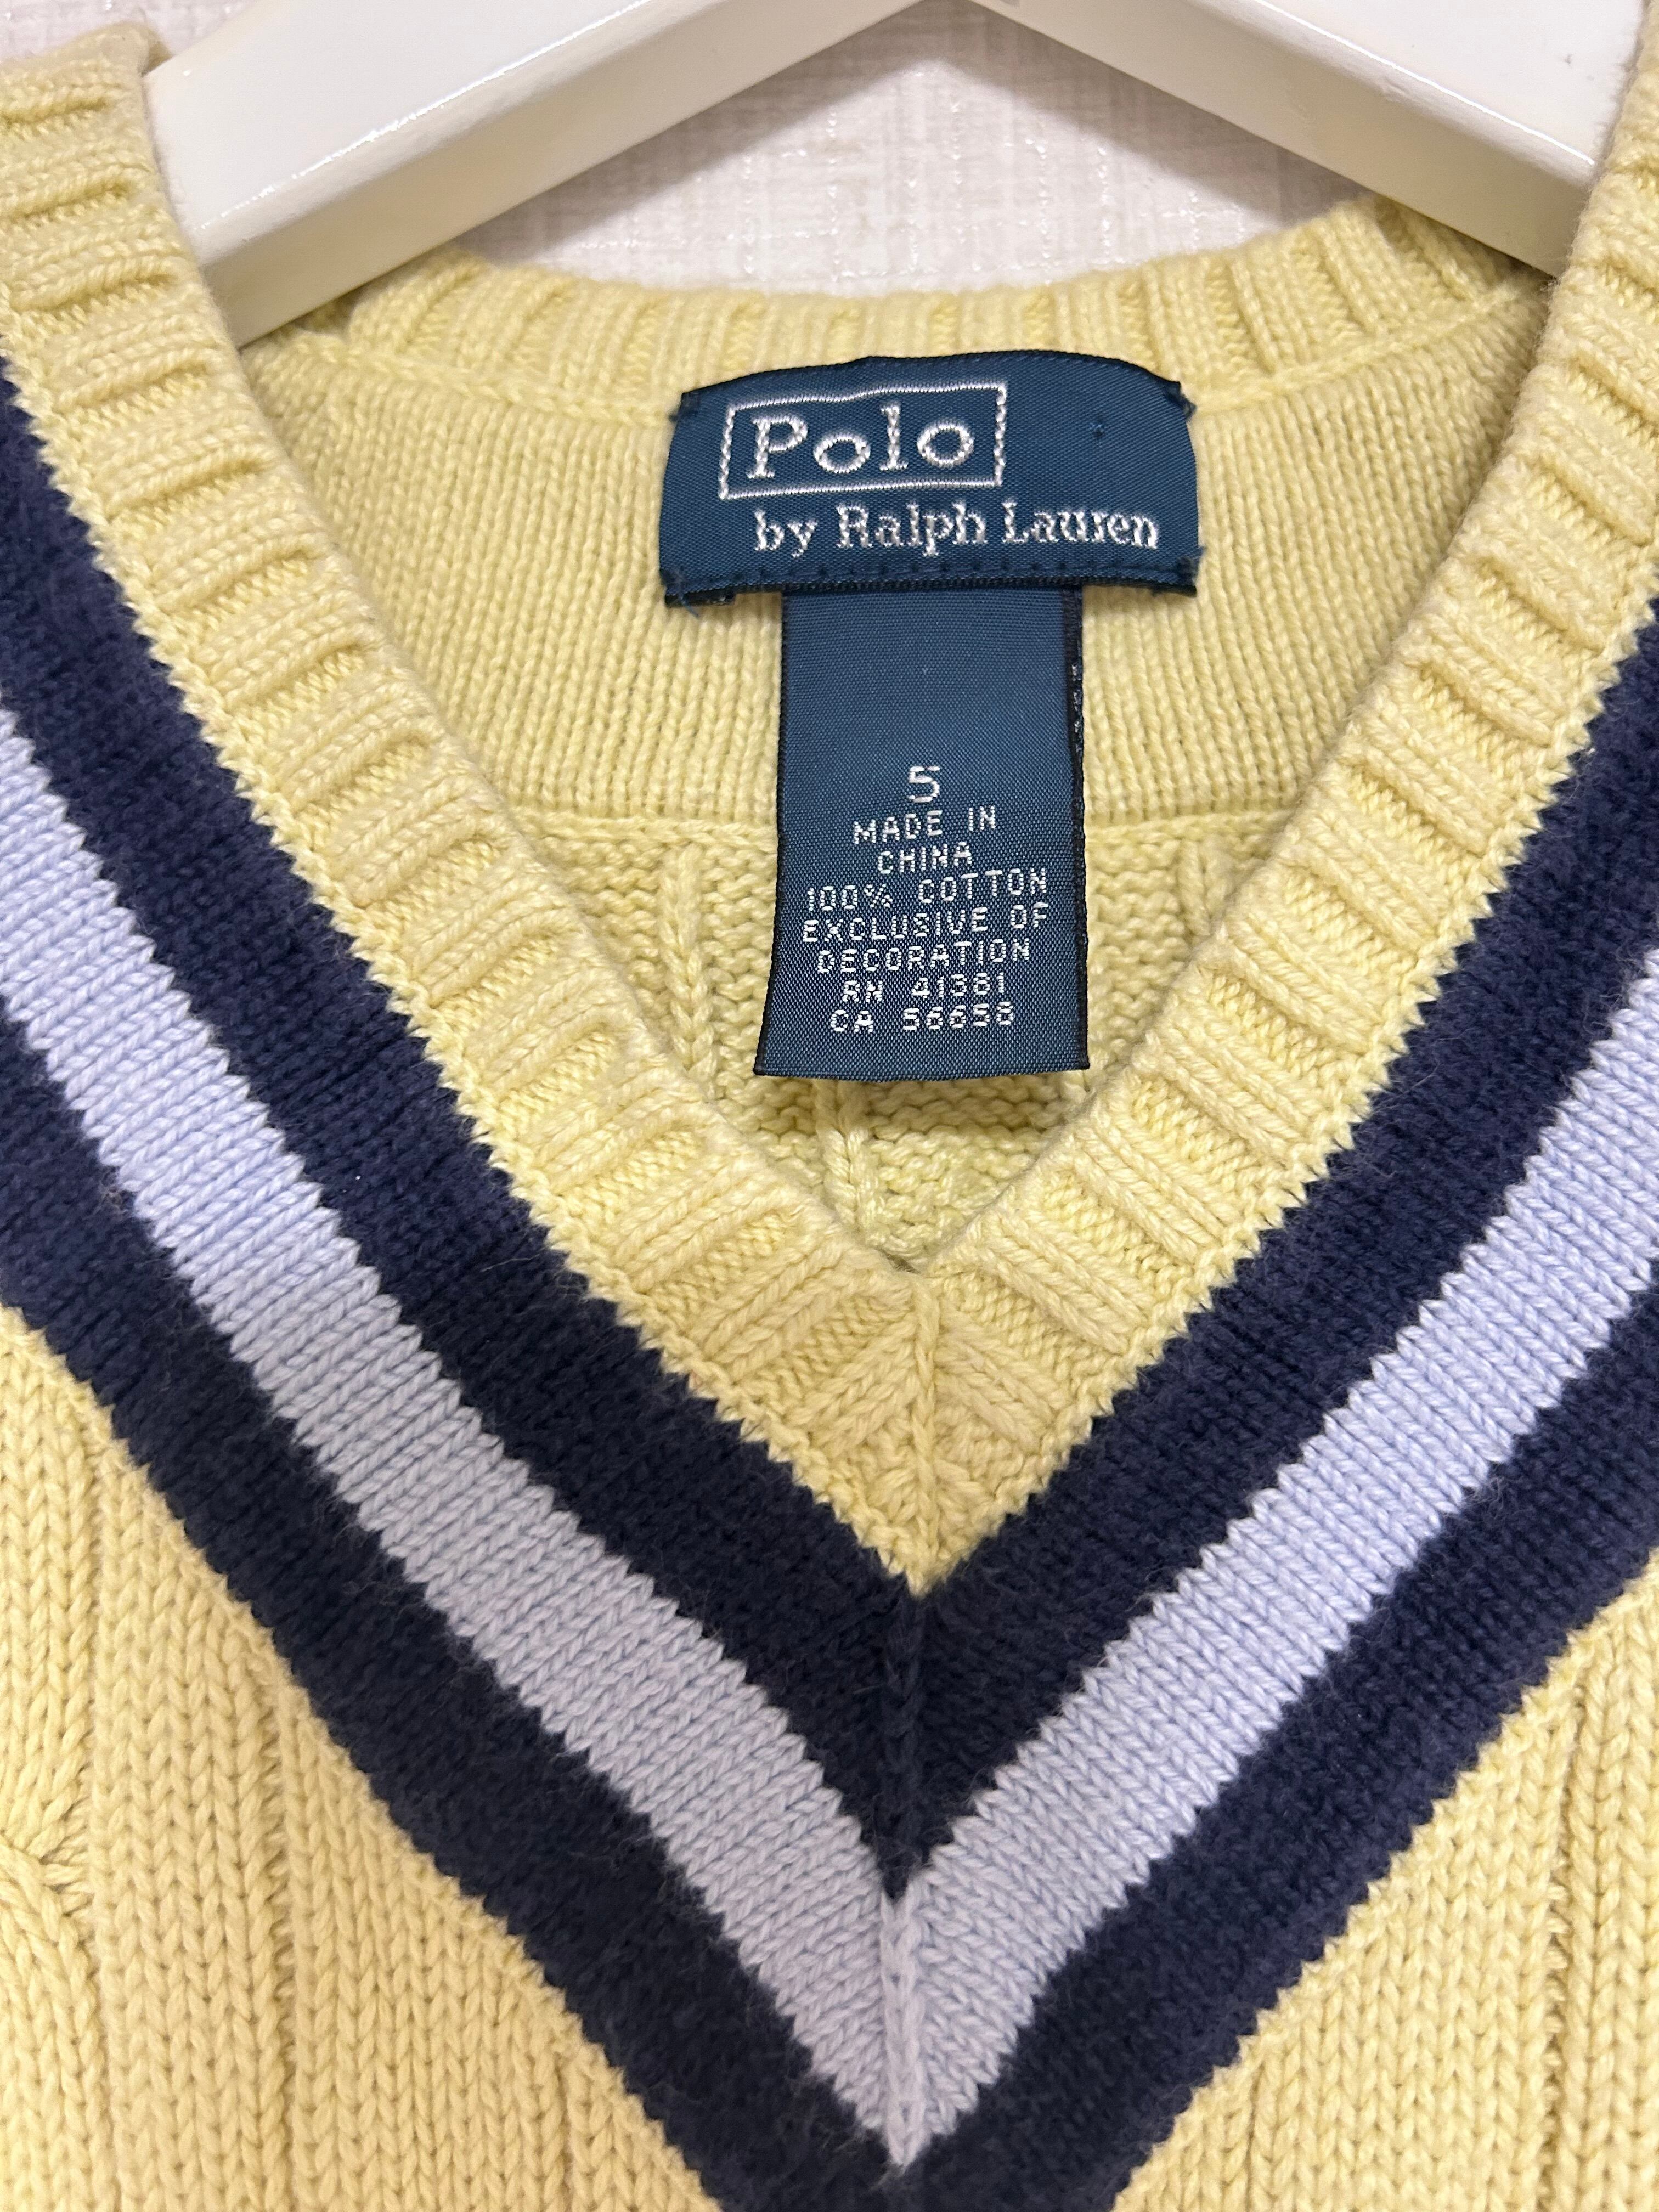 Polo
by Ralph Lauren
5
MADE IN
CHINA
100% COTTON
EXCLUSIVE OF
DECORATION
RN 41381
CA 56658